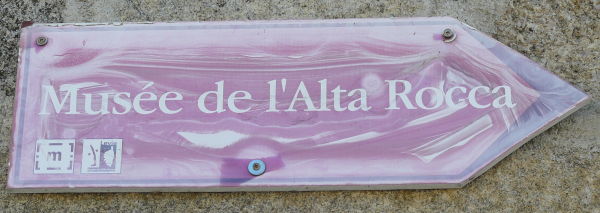 Musée de l'Alta Rocca
m